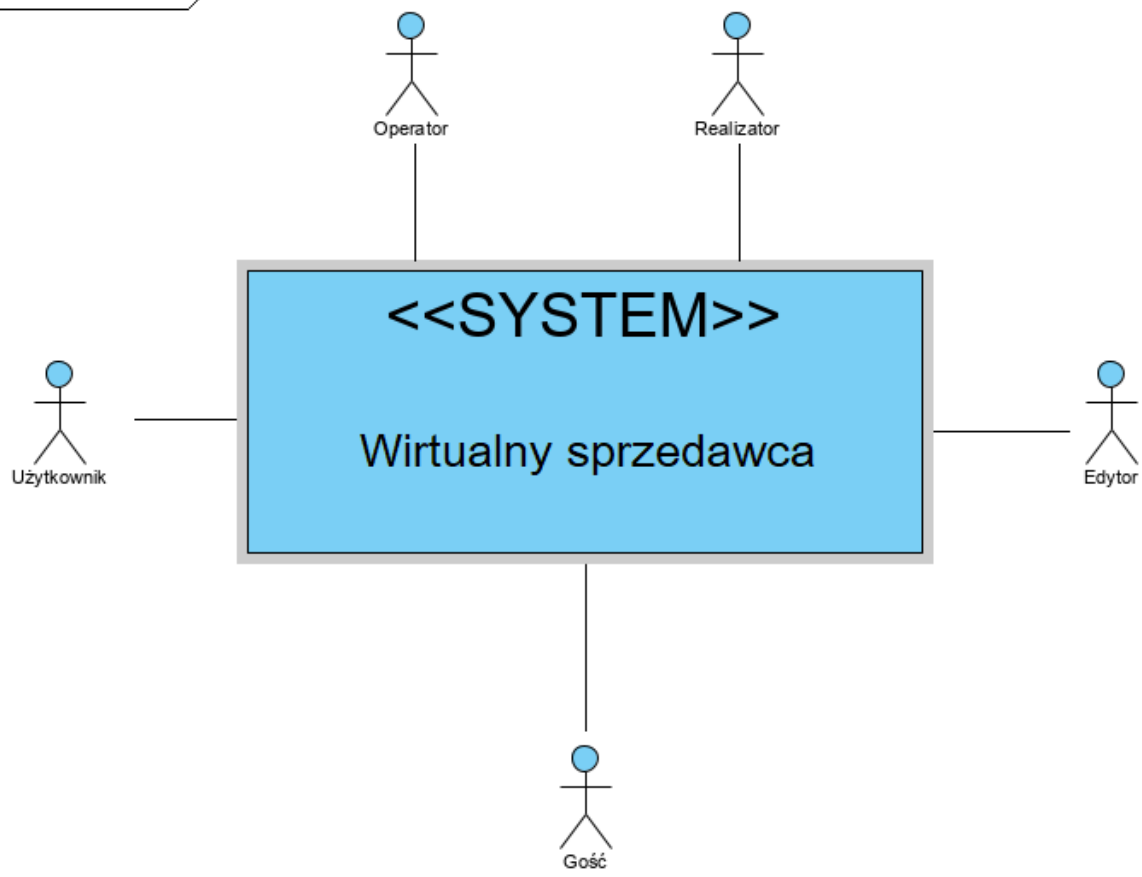 Operator
Realizator
<<SYSTEM>>
Wirtualny sprzedawca
Użytkownik
Edytor
Gość